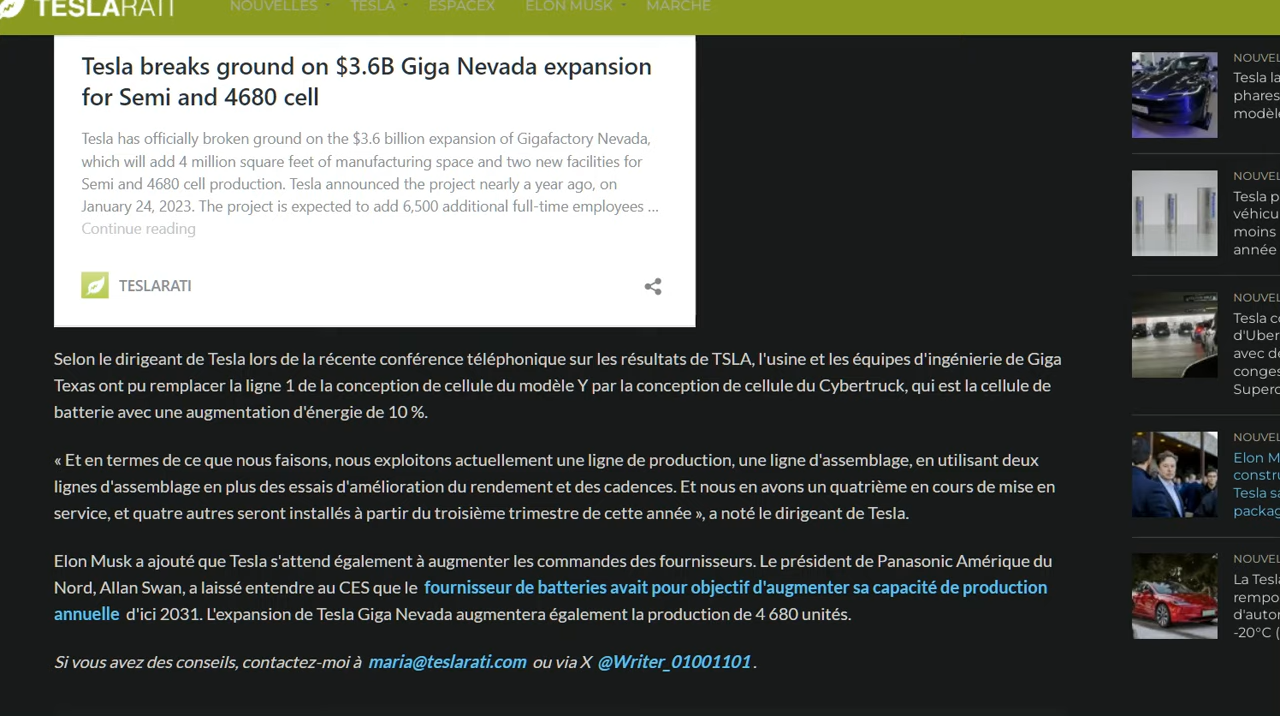 TESLARATI
NOUVELLES TESLA ESPACEX ELON MUSK MARCHÉ
Tesla breaks ground on $3.6B Giga Nevada expansion
for Semi and 4680 cell
Tesla has officially broken ground on the $3.6 billion expansion of Gigafactory Nevada,
which will add 4 million square feet of manufacturing space and two new facilities for
Semi and 4680 cell production. Tesla announced the project nearly a year ago, on
January 24, 2023. The project is expected to add 6,500 additional full-time employees ...
Continue reading
TESLARATI
Selon le dirigeant de Tesla lors de la récente conférence téléphonique sur les résultats de TSLA, l'usine et les équipes d'ingénierie de Giga
Texas ont pu remplacer la ligne 1 de la conception de cellule du modèle Y par la conception de cellule du Cybertruck, qui est la cellule de
batterie avec une augmentation d'énergie de 10 %.
« Et en termes de ce que nous faisons, nous exploitons actuellement une ligne de production, une ligne d'assemblage, en utilisant deux
lignes d'assemblage en plus des essais d'amélioration du rendement et des cadences. Et nous en avons un quatrième en cours de mise en
service, et quatre autres seront installés à partir du troisième trimestre de cette année », a noté le dirigeant de Tesla.
Elon Musk a ajouté que Tesla s'attend également à augmenter les commandes des fournisseurs. Le président de Panasonic Amérique du
Nord, Allan Swan, a laissé entendre au CES que le fournisseur de batteries avait pour objectif d'augmenter sa capacité de production
annuelle d'ici 2031. L'expansion de Tesla Giga Nevada augmentera également la production de 4 680 unités.
Si vous avez des conseils, contactez-moi à maria@teslarati.com ou via X @Writer_01001101 .
NOUVEL
Tesla la
phares
modèle
NOUVEL
Tesla p
véhicu
moins
année
NOUVEL
Tesla co
d'Uber
avec de
conges
Superc
NOUVEL
Elon M
constru
Tesla sa
packag
NOUVEL
La Tesla
rempo
d'auton
-20°C (